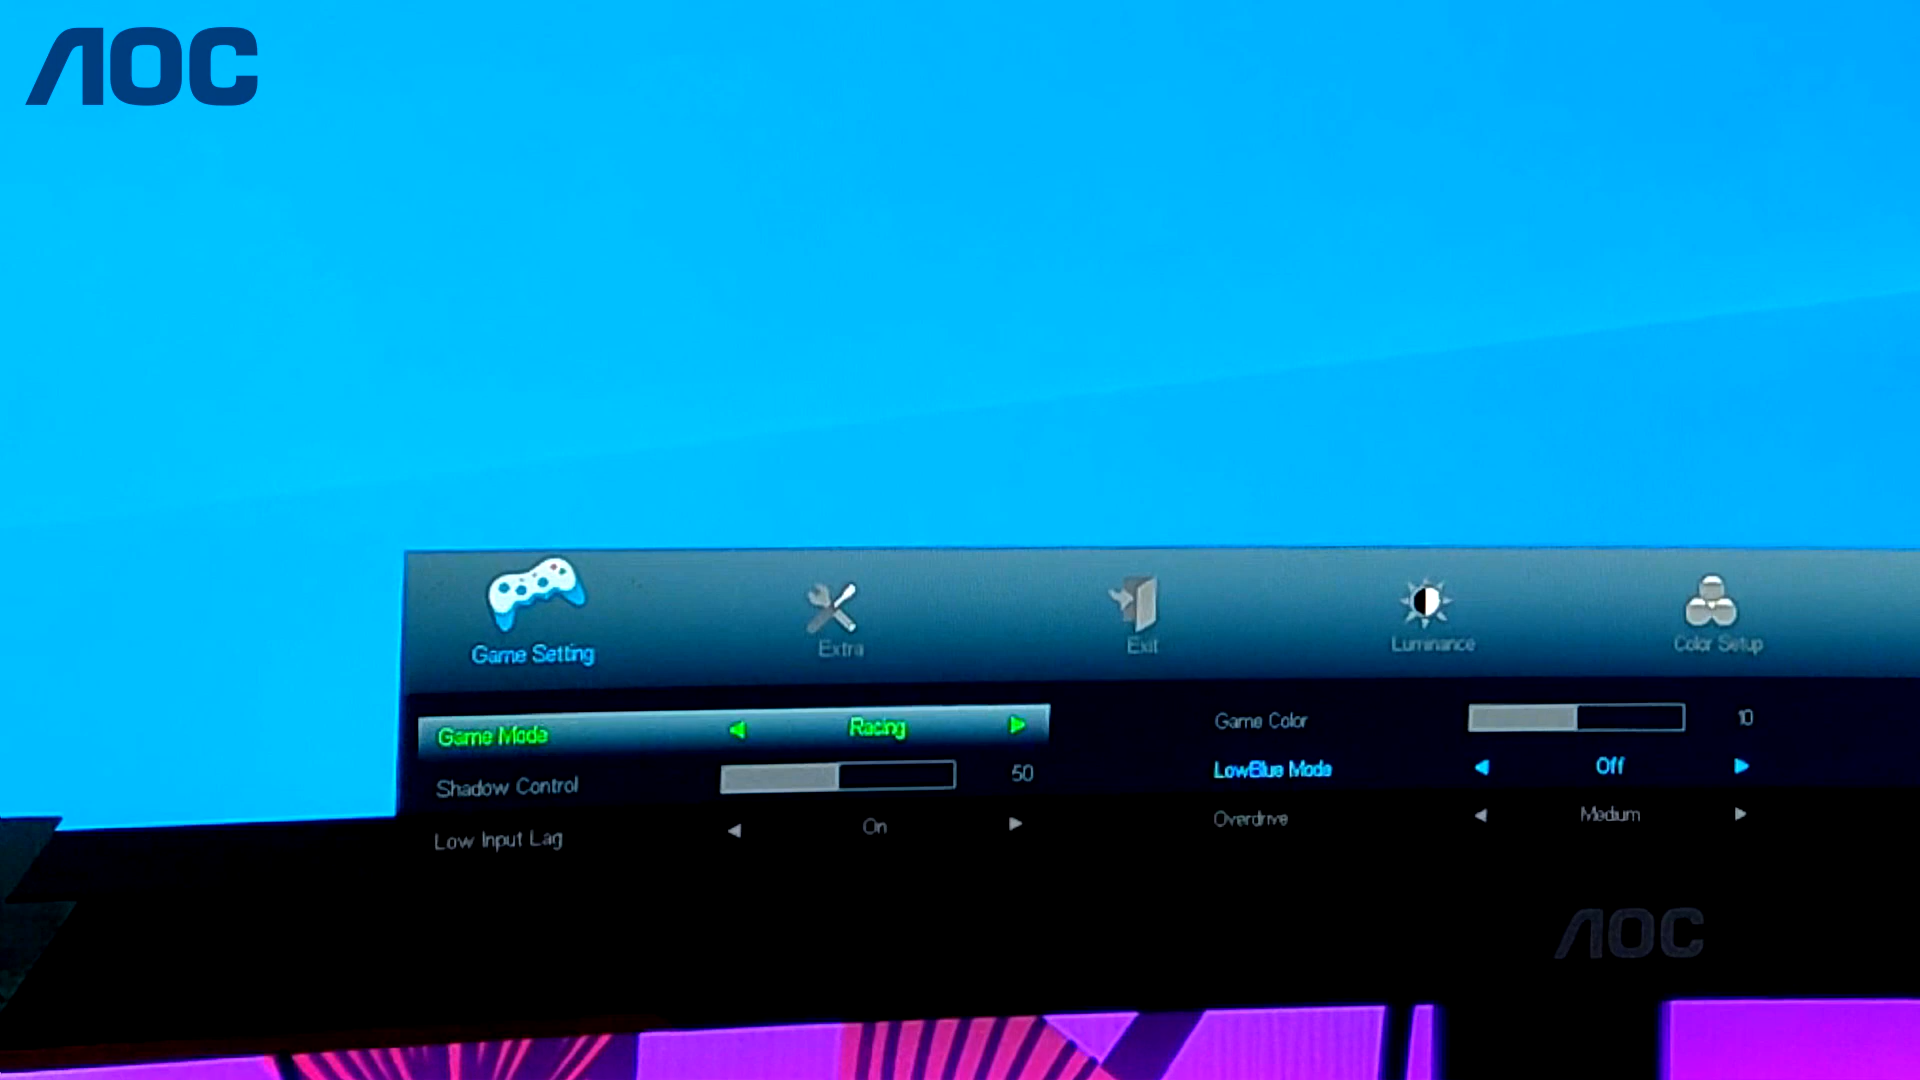 AOC
Game Setting
Extra
Exit
Luminance
Color Setup
Game Mode Racing
Shadow Control 50
Low Input Lag On
Game Color 10
LowBlue Mode Off
Overdrive Medium
AOC